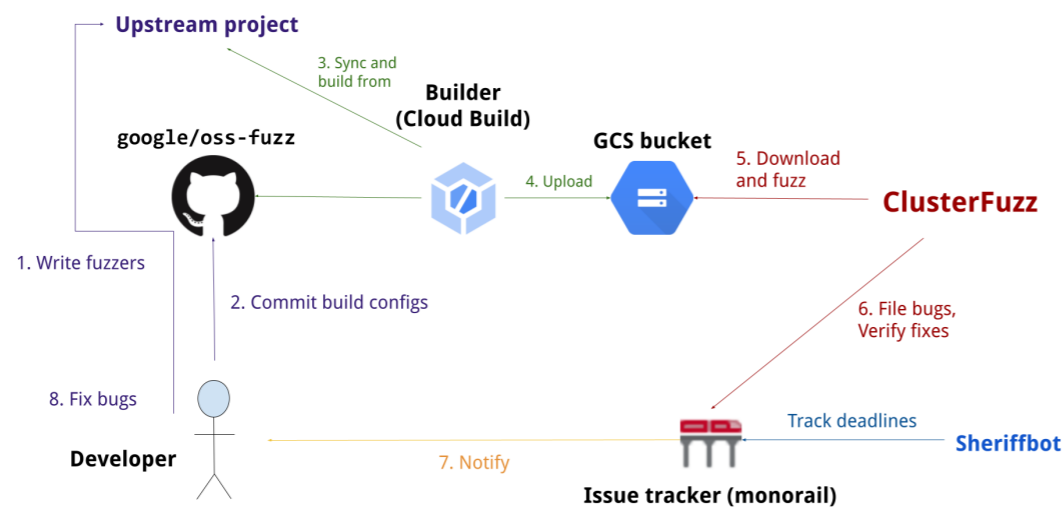 Upstream project
3. Sync and
build from
Builder
(Cloud Build)
google/oss-fuzz
GCS bucket
4. Upload
5. Download
and fuzz
ClusterFuzz
1. Write fuzzers
2. Commit build configs
6. File bugs,
Verify fixes
8. Fix bugs
Developer
7. Notify
Track deadlines
Sheriffbot
Issue tracker (monorail)